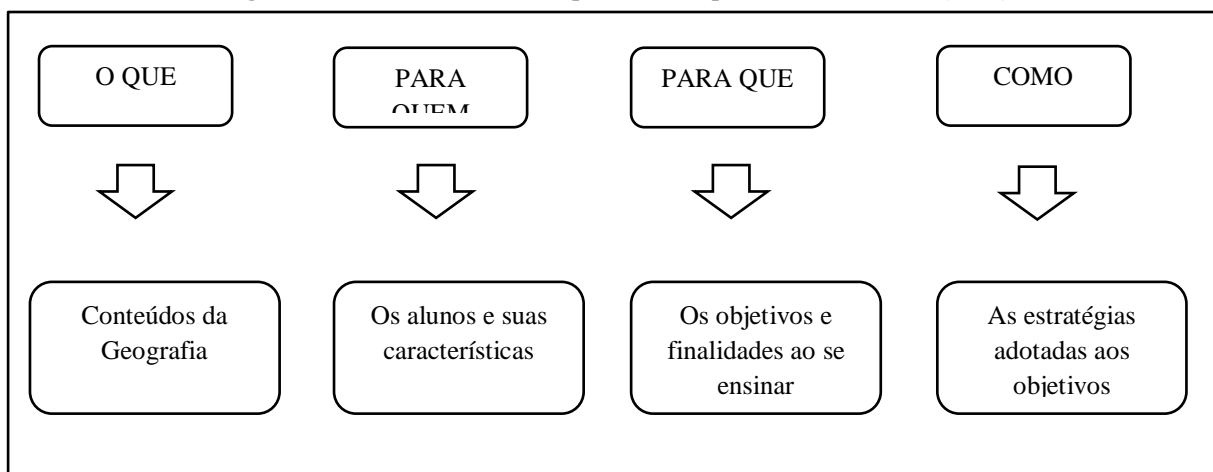 O QUE
PARA
QUEM
PARA QUE
COMO
Conteúdos da
Geografia
Os alunos e suas
características
Os objetivos e
finalidades ao se
ensinar
As estratégias
adotadas aos
objetivos